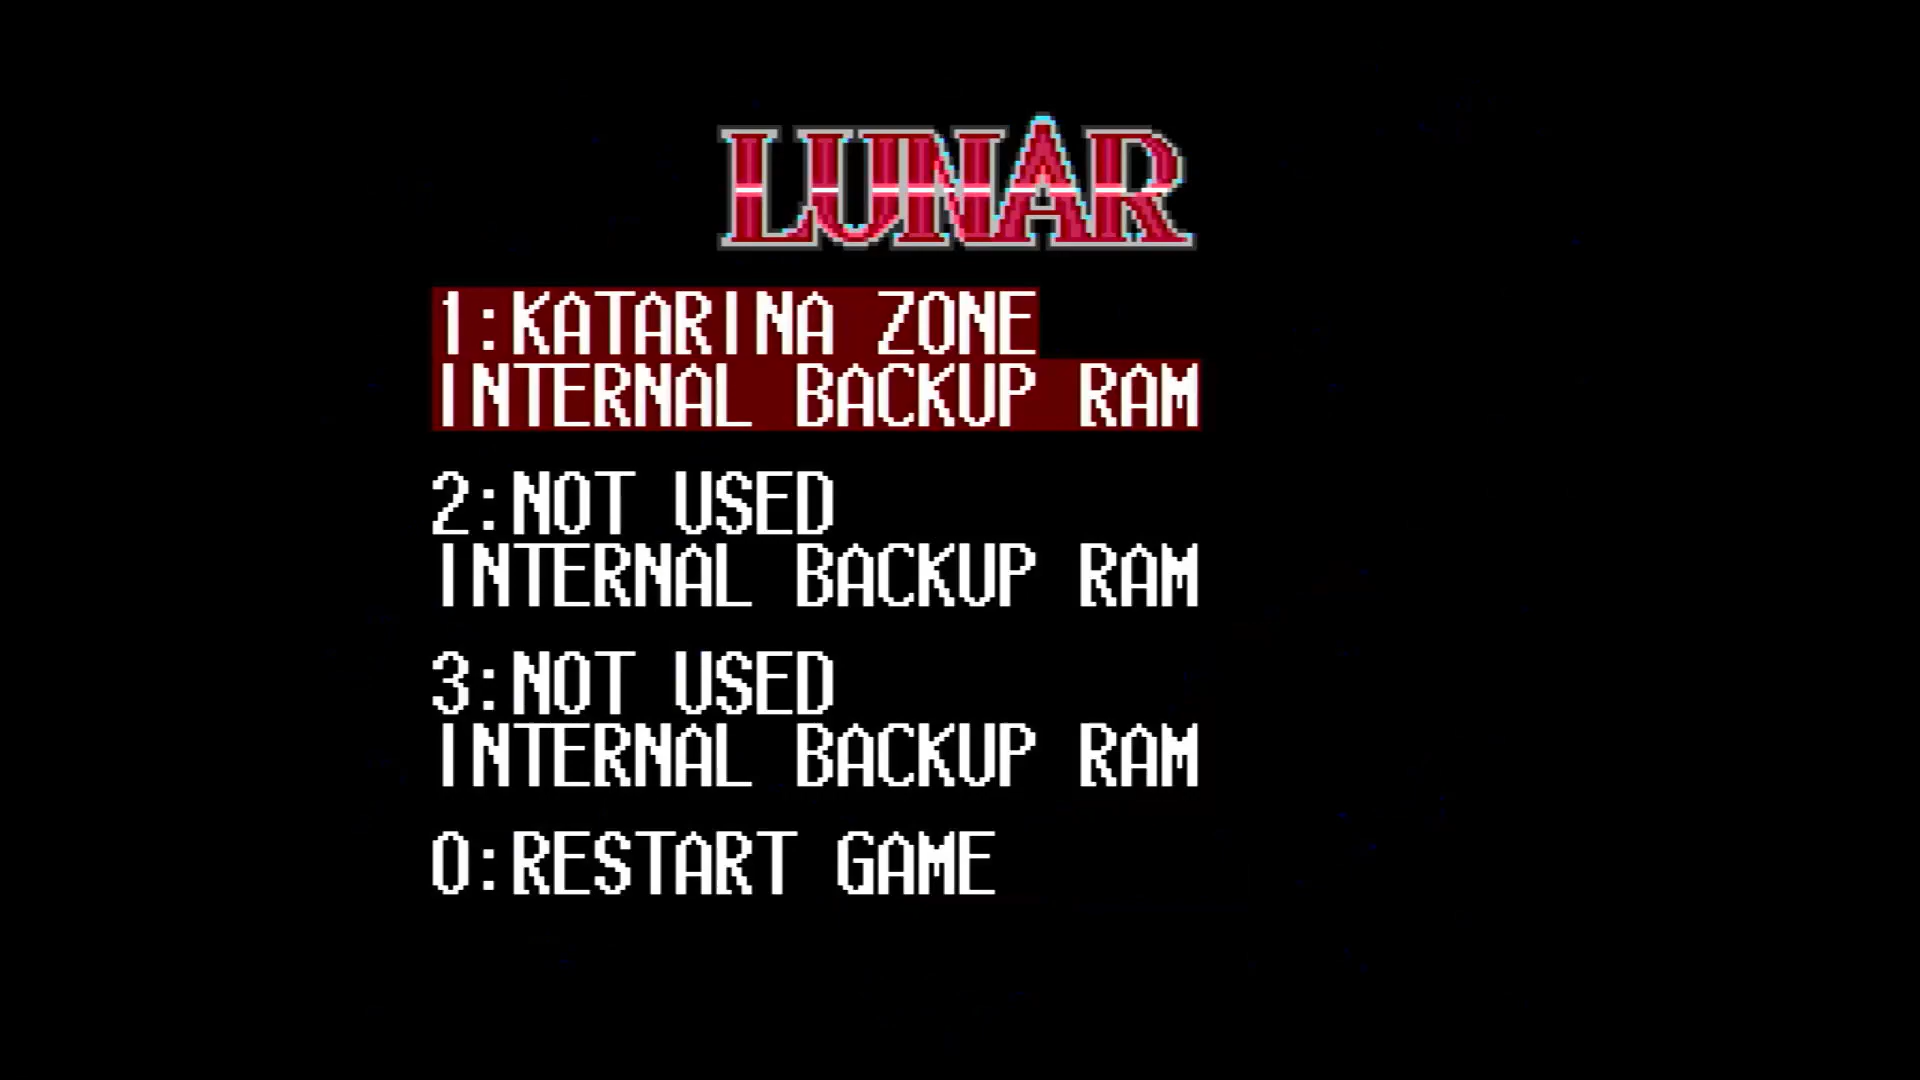 LUNAR
1:KATARINA ZONE
INTERNAL BACKUP RAM
2:NOT USED
INTERNAL BACKUP RAM
3:NOT USED
INTERNAL BACKUP RAM
0:RESTART GAME